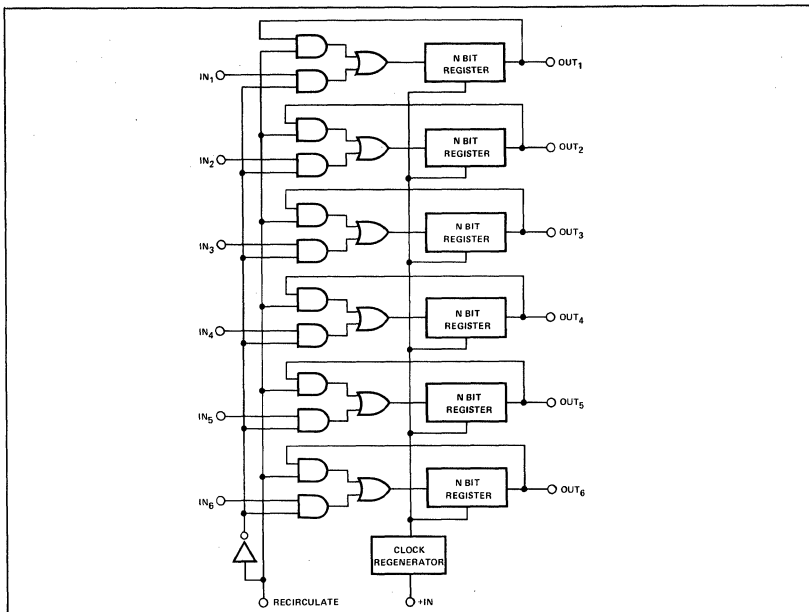 N BIT
REGISTER
IN₁
OUT₁
N BIT
REGISTER
IN₂
OUT₂
N BIT
REGISTER
IN₃
OUT₃
N BIT
REGISTER
IN₄
OUT₄
N BIT
REGISTER
IN₅
OUT₅
N BIT
REGISTER
IN₆
OUT₆
CLOCK
REGENERATOR
RECIRCULATE
+IN